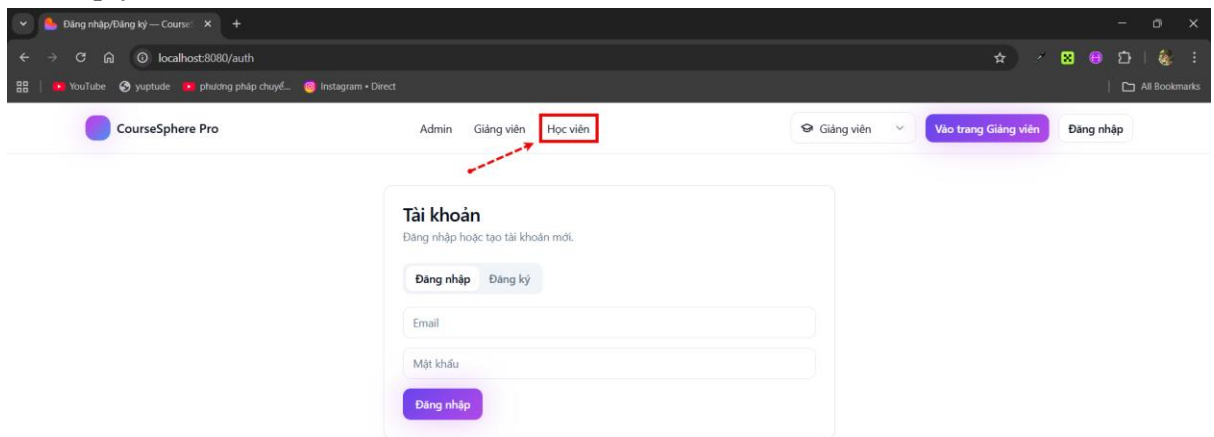 Đăng nhập/Đăng ký — Course
localhost:8080/auth
YouTube yuptude phương pháp chuyể... Instagram • Direct All Bookmarks
CourseSphere Pro Admin Giảng viên Học viên Giảng viên Vào trang Giảng viên Đăng nhập
Tài khoản
Đăng nhập hoặc tạo tài khoản mới.
Đăng nhập Đăng ký
Email
Mật khẩu
Đăng nhập